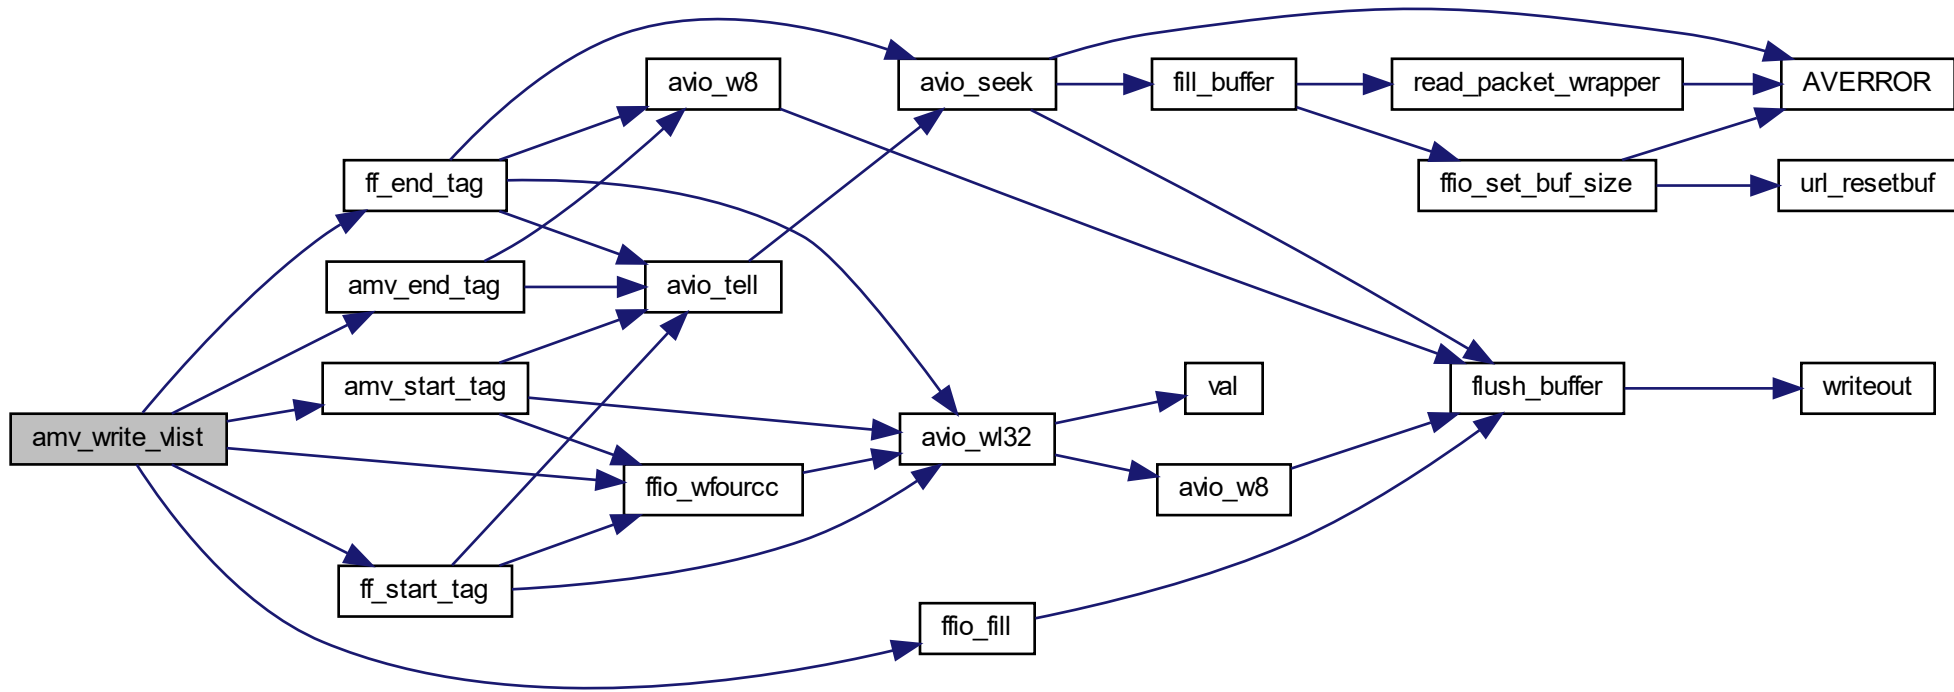 avio_w8
avio_seek
fill_buffer
read_packet_wrapper
AVERROR
ff_end_tag
ffio_set_buf_size
url_resetbuf
amv_end_tag
avio_tell
amv_start_tag
val
flush_buffer
writeout
amv_write_vlist
avio_wl32
ffio_wfourcc
avio_w8
ff_start_tag
ffio_fill